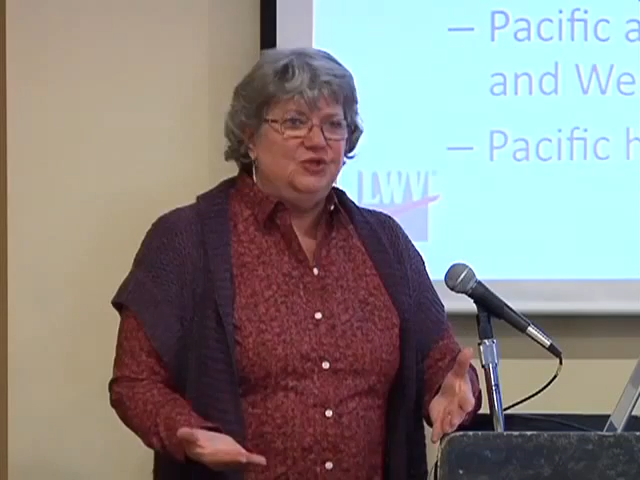 – Pacific a
and We
– Pacific h
LWV